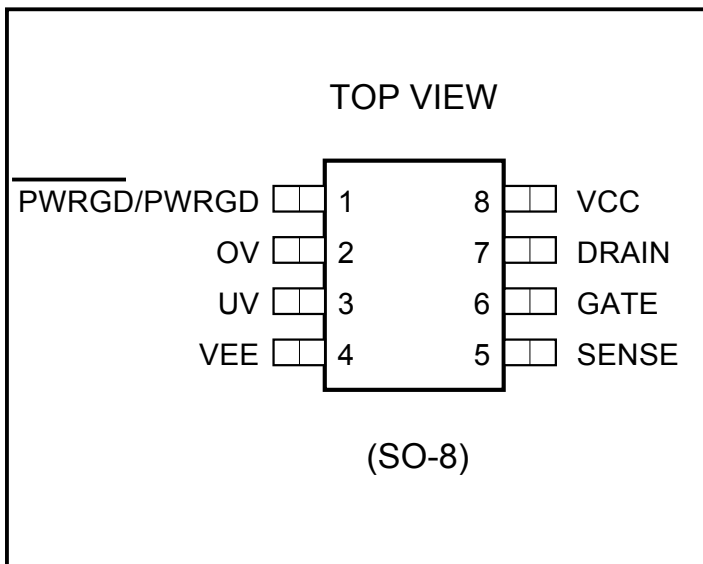 TOP VIEW
PWRGD/PWRGD 1 8 VCC
OV 2 7 DRAIN
UV 3 6 GATE
VEE 4 5 SENSE
(SO-8)